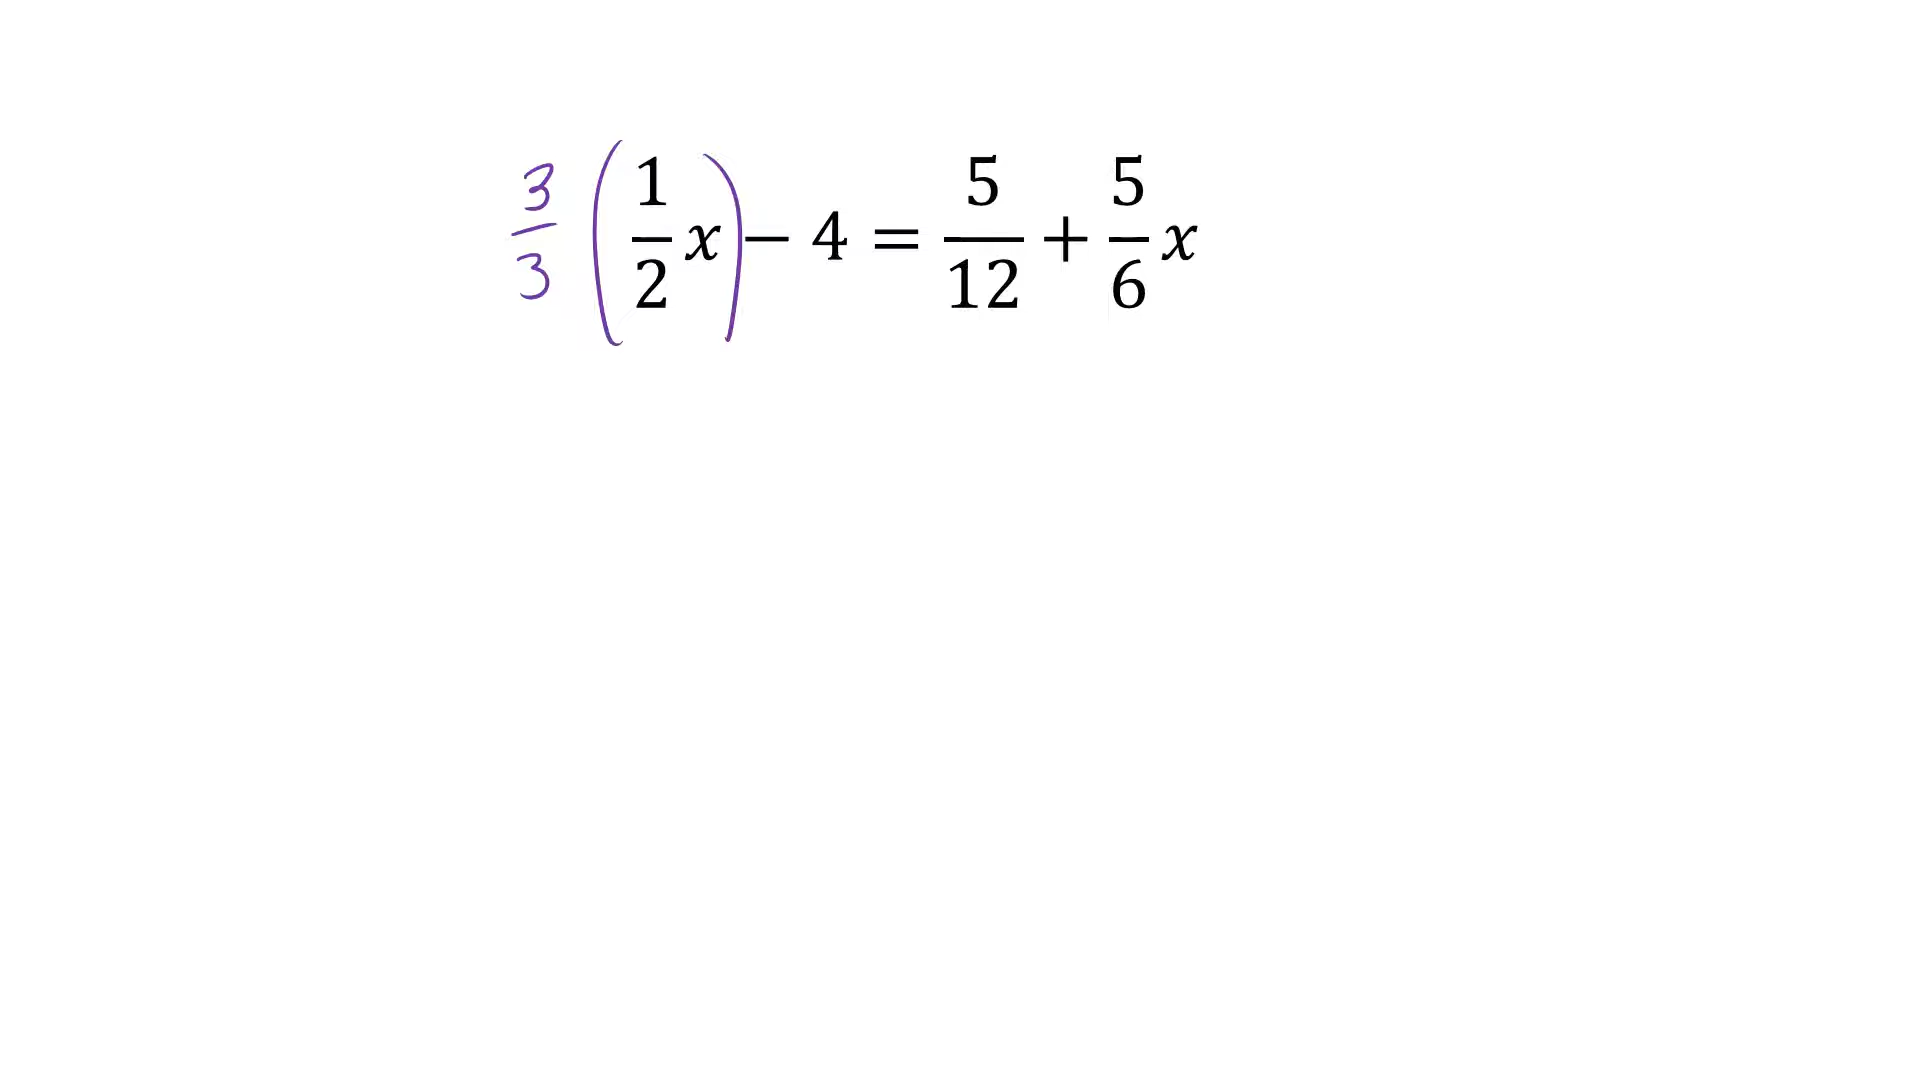 3/3 (1/2 x) − 4 = 5/12 + 5/6 x